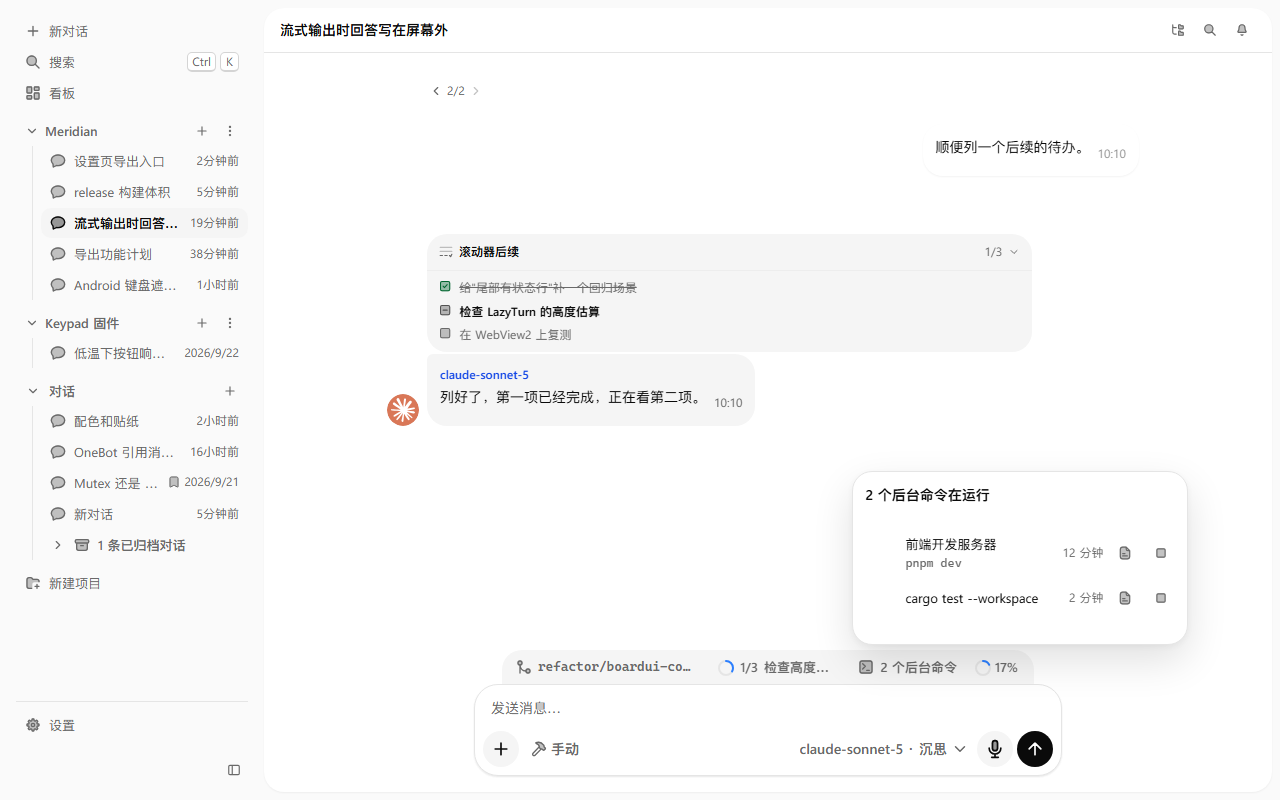 新对话
搜索 Ctrl K
看板
Meridian
设置页导出入口 2分钟前
release 构建体积 5分钟前
流式输出时回答... 19分钟前
导出功能计划 38分钟前
Android 键盘遮... 1小时前
Keypad 固件
低温下按钮响... 2026/9/22
对话
配色和贴纸 2小时前
OneBot 引用消... 16小时前
Mutex 还是 ... 2026/9/21
新对话 5分钟前
1 条已归档对话
新建项目
设置
流式输出时回答写在屏幕外
2/2
顺便列一个后续的待办。 10:10
滚动器后续 1/3
给"尾部有状态行"补一个回归场景
检查 LazyTurn 的高度估算
在 WebView2 上复测
claude-sonnet-5
列好了，第一项已经完成，正在看第二项。 10:10
2 个后台命令在运行
前端开发服务器 12 分钟
pnpm dev
cargo test --workspace 2 分钟
refactor/boardui-co... 1/3 检查高度... 2 个后台命令 17%
发送消息...
手动 claude-sonnet-5 · 沉思